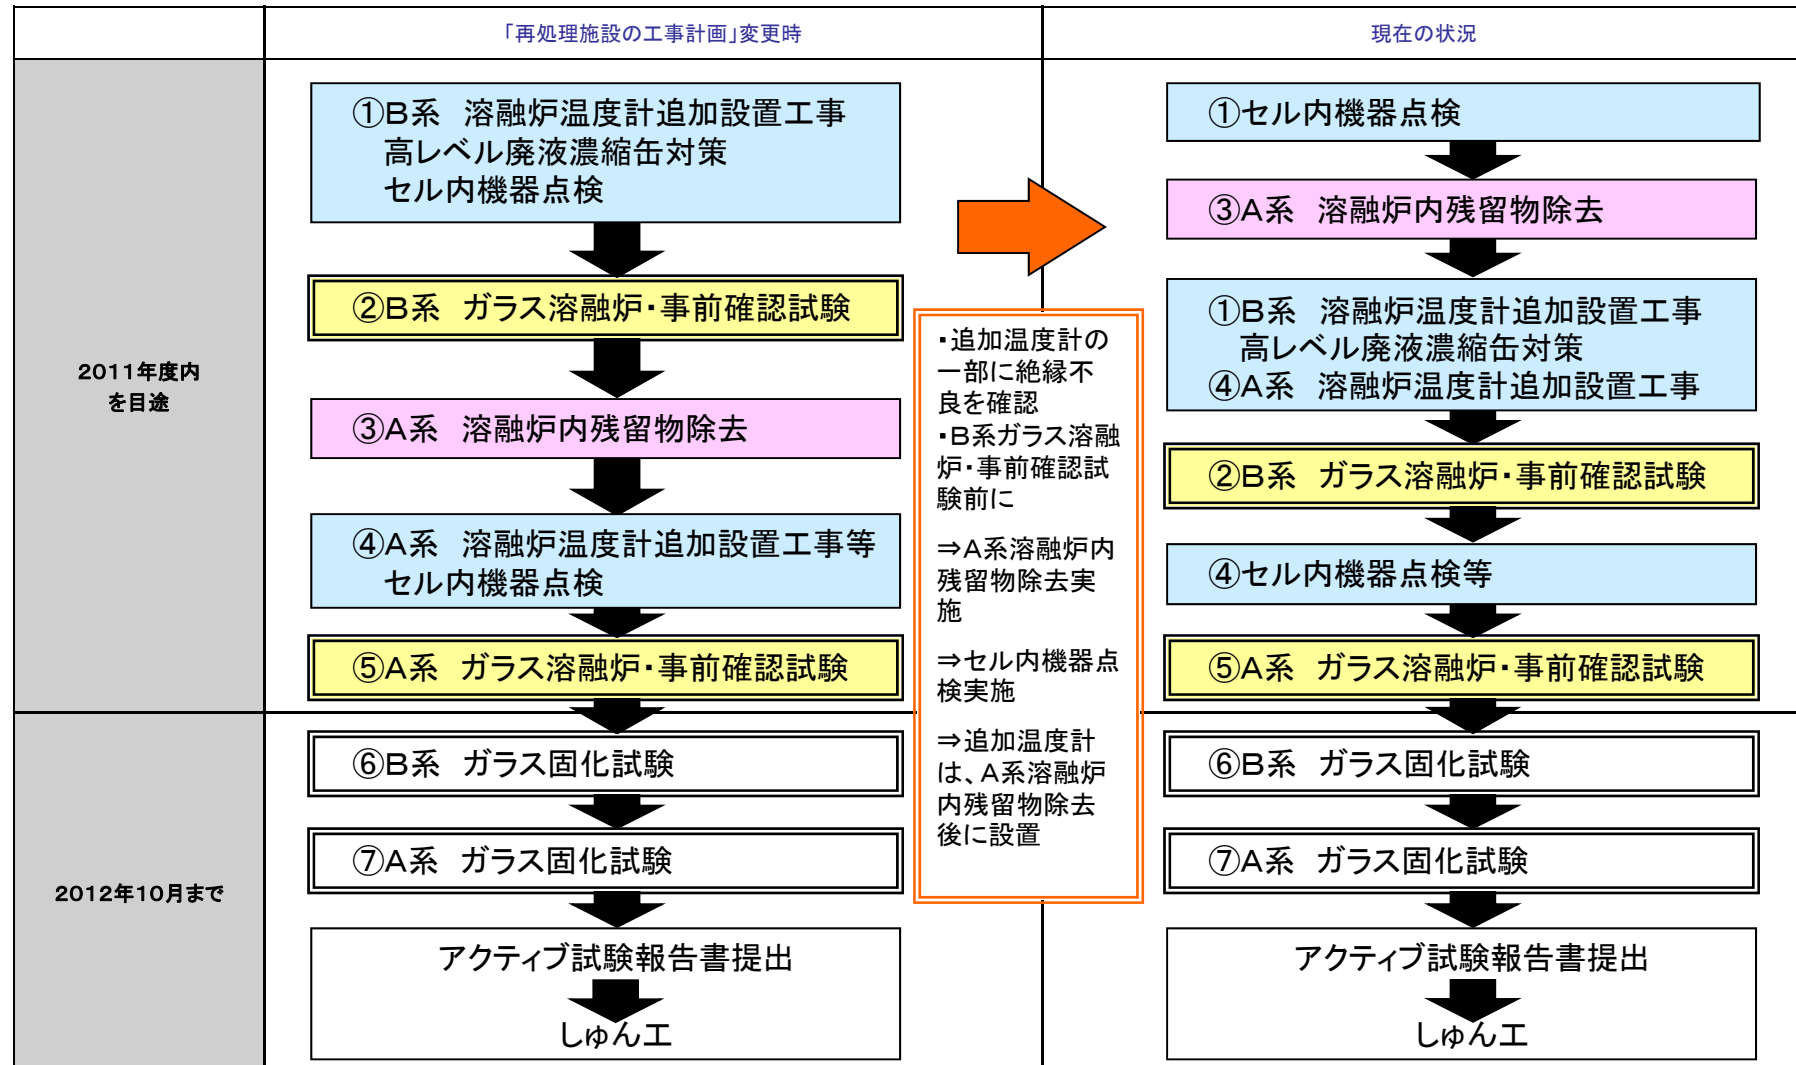 「再処理施設の工事計画」変更時
現在の状況
2011年度内
を目途
①B系 溶融炉温度計追加設置工事
高レベル廃液濃縮缶対策
セル内機器点検
②B系 ガラス溶融炉・事前確認試験
③A系 溶融炉内残留物除去
④A系 溶融炉温度計追加設置工事等
セル内機器点検
⑤A系 ガラス溶融炉・事前確認試験
・追加温度計の
一部に絶縁不
良を確認
・B系ガラス溶融
炉・事前確認試
験前に
⇒A系溶融炉内
残留物除去実
施
⇒セル内機器点
検実施
⇒追加温度計
は、A系溶融炉
内残留物除去
後に設置
①セル内機器点検
③A系 溶融炉内残留物除去
①B系 溶融炉温度計追加設置工事
高レベル廃液濃縮缶対策
④A系 溶融炉温度計追加設置工事
②B系 ガラス溶融炉・事前確認試験
④セル内機器点検等
⑤A系 ガラス溶融炉・事前確認試験
2012年10月まで
⑥B系 ガラス固化試験
⑦A系 ガラス固化試験
アクティブ試験報告書提出
しゅん工
⑥B系 ガラス固化試験
⑦A系 ガラス固化試験
アクティブ試験報告書提出
しゅん工